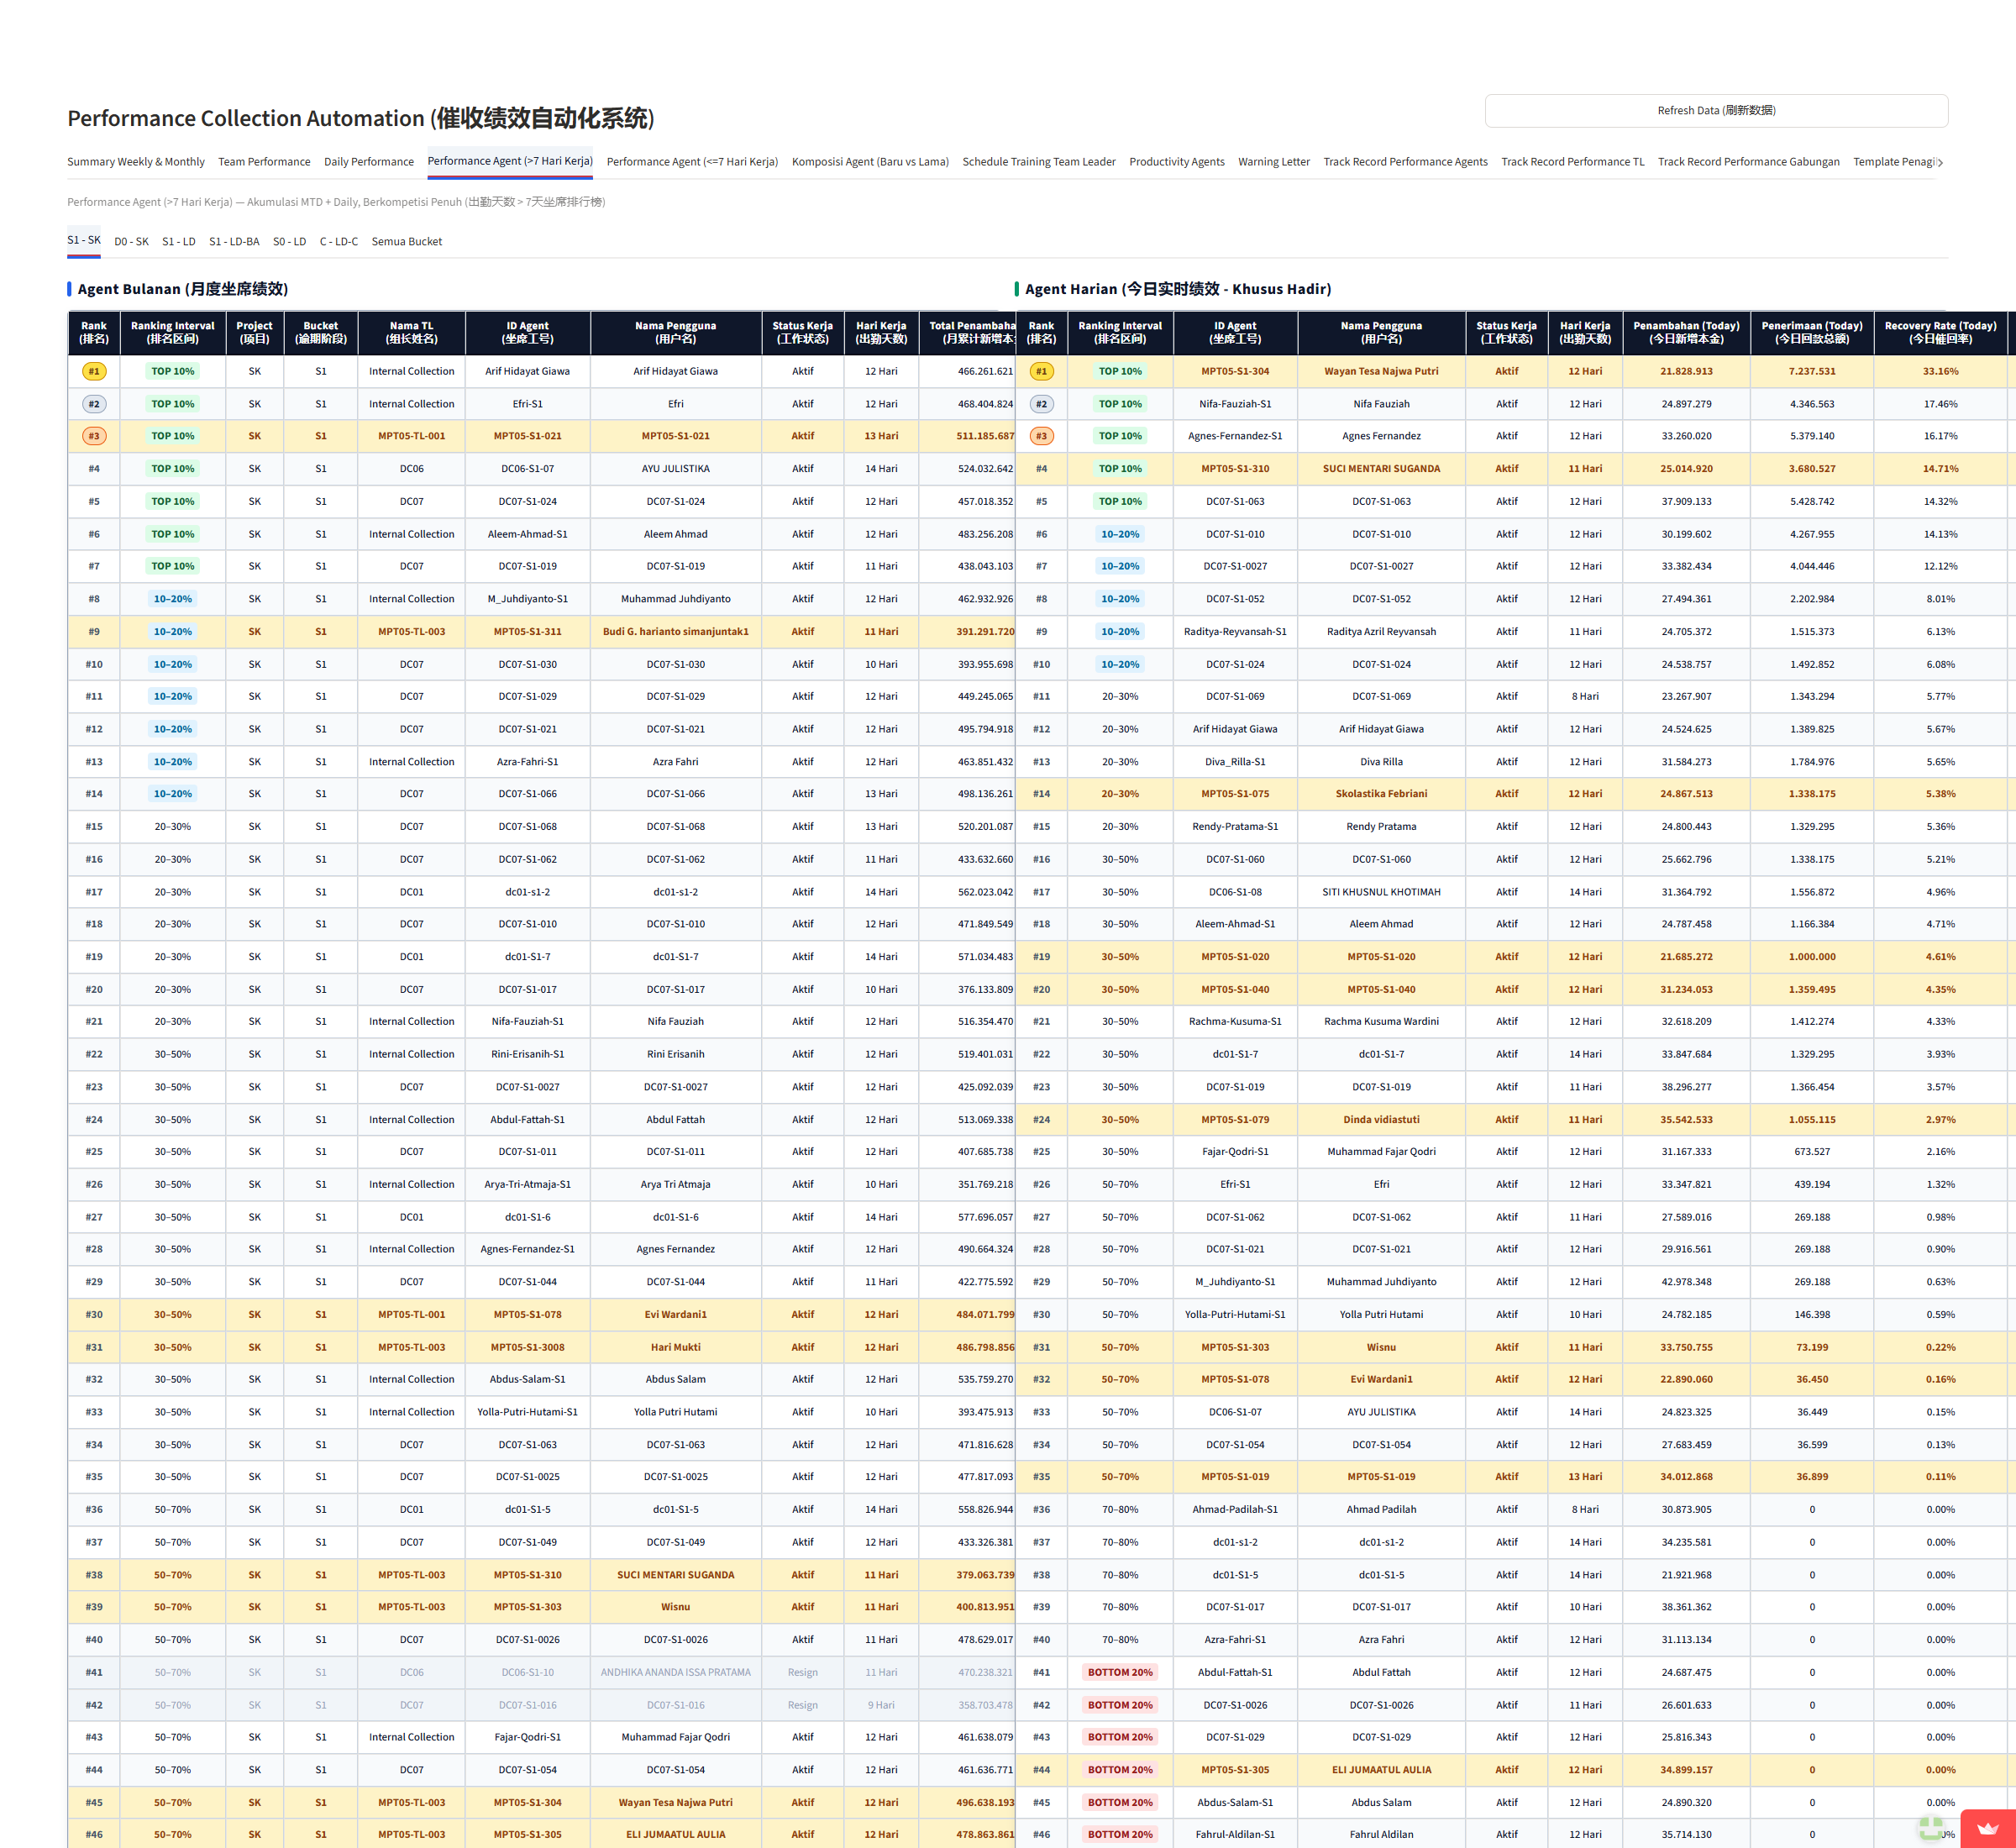 Performance Collection Automation (催收绩效自动化系统)
Refresh Data (刷新数据)
Summary Weekly & Monthly Team Performance Daily Performance Performance Agent (>7 Hari Kerja) Performance Agent (<=7 Hari Kerja) Komposisi Agent (Baru vs Lama) Schedule Training Team Leader Productivity Agents Warning Letter Track Record Performance Agents Track Record Performance TL Track Record Performance Gabungan Template Penagi
Performance Agent (>7 Hari Kerja) — Akumulasi MTD + Daily, Berkompetisi Penuh (出勤天数 > 7天坐席排行榜)
S1 - SK D0 - SK S1 - LD S1 - LD-BA S0 - LD C - LD-C Semua Bucket
Agent Bulanan (月度坐席绩效)
Rank Ranking Interval Project Bucket Nama TL ID Agent Nama Pengguna Status Kerja Hari Kerja Total Penambaha
(排名) (排名区间) (项目) (逾期阶段) (组长姓名) (坐席工号) (用户名) (工作状态) (出勤天数) (月累计新增本
#1 TOP 10% SK S1 Internal Collection Arif Hidayat Giawa Arif Hidayat Giawa Aktif 12 Hari 466.261.621
#2 TOP 10% SK S1 Internal Collection Efri-S1 Efri Aktif 12 Hari 468.404.824
#3 TOP 10% SK S1 MPT05-TL-001 MPT05-S1-021 MPT05-S1-021 Aktif 13 Hari 511.185.687
#4 TOP 10% SK S1 DC06 DC06-S1-07 AYU JULISTIKA Aktif 14 Hari 524.032.642
#5 TOP 10% SK S1 DC07 DC07-S1-024 DC07-S1-024 Aktif 12 Hari 457.018.352
#6 TOP 10% SK S1 Internal Collection Aleem-Ahmad-S1 Aleem Ahmad Aktif 12 Hari 483.256.208
#7 TOP 10% SK S1 DC07 DC07-S1-019 DC07-S1-019 Aktif 11 Hari 438.043.103
#8 10–20% SK S1 Internal Collection M_Juhdiyanto-S1 Muhammad Juhdiyanto Aktif 12 Hari 462.932.926
#9 10–20% SK S1 MPT05-TL-003 MPT05-S1-311 Budi G. harianto simanjuntak1 Aktif 11 Hari 391.291.720
#10 10–20% SK S1 DC07 DC07-S1-030 DC07-S1-030 Aktif 10 Hari 393.955.698
#11 10–20% SK S1 DC07 DC07-S1-029 DC07-S1-029 Aktif 12 Hari 449.245.065
#12 10–20% SK S1 DC07 DC07-S1-021 DC07-S1-021 Aktif 12 Hari 495.794.918
#13 10–20% SK S1 Internal Collection Azra-Fahri-S1 Azra Fahri Aktif 12 Hari 463.851.432
#14 10–20% SK S1 DC07 DC07-S1-066 DC07-S1-066 Aktif 13 Hari 498.136.261
#15 20–30% SK S1 DC07 DC07-S1-068 DC07-S1-068 Aktif 13 Hari 520.201.087
#16 20–30% SK S1 DC07 DC07-S1-062 DC07-S1-062 Aktif 11 Hari 433.632.660
#17 20–30% SK S1 DC01 dc01-s1-2 dc01-s1-2 Aktif 14 Hari 562.023.042
#18 20–30% SK S1 DC07 DC07-S1-010 DC07-S1-010 Aktif 12 Hari 471.849.549
#19 20–30% SK S1 DC01 dc01-S1-7 dc01-S1-7 Aktif 14 Hari 571.034.483
#20 20–30% SK S1 DC07 DC07-S1-017 DC07-S1-017 Aktif 10 Hari 376.133.809
#21 20–30% SK S1 Internal Collection Nifa-Fauziah-S1 Nifa Fauziah Aktif 12 Hari 516.354.470
#22 30–50% SK S1 Internal Collection Rini-Erisanih-S1 Rini Erisanih Aktif 12 Hari 519.401.031
#23 30–50% SK S1 DC07 DC07-S1-0027 DC07-S1-0027 Aktif 12 Hari 425.092.039
#24 30–50% SK S1 Internal Collection Abdul-Fattah-S1 Abdul Fattah Aktif 12 Hari 513.069.338
#25 30–50% SK S1 DC07 DC07-S1-011 DC07-S1-011 Aktif 12 Hari 407.685.738
#26 30–50% SK S1 Internal Collection Arya-Tri-Atmaja-S1 Arya Tri Atmaja Aktif 10 Hari 351.769.218
#27 30–50% SK S1 DC01 dc01-S1-6 dc01-S1-6 Aktif 14 Hari 577.696.057
#28 30–50% SK S1 Internal Collection Agnes-Fernandez-S1 Agnes Fernandez Aktif 12 Hari 490.664.324
#29 30–50% SK S1 DC07 DC07-S1-044 DC07-S1-044 Aktif 11 Hari 422.775.592
#30 30–50% SK S1 MPT05-TL-001 MPT05-S1-078 Evi Wardani1 Aktif 12 Hari 484.071.799
#31 30–50% SK S1 MPT05-TL-003 MPT05-S1-3008 Hari Mukti Aktif 12 Hari 486.798.856
#32 30–50% SK S1 Internal Collection Abdus-Salam-S1 Abdus Salam Aktif 12 Hari 535.759.270
#33 30–50% SK S1 Internal Collection Yolla-Putri-Hutami-S1 Yolla Putri Hutami Aktif 10 Hari 393.475.913
#34 30–50% SK S1 DC07 DC07-S1-063 DC07-S1-063 Aktif 12 Hari 471.816.628
#35 30–50% SK S1 DC07 DC07-S1-0025 DC07-S1-0025 Aktif 12 Hari 477.817.093
#36 50–70% SK S1 DC01 dc01-S1-5 dc01-S1-5 Aktif 14 Hari 558.826.944
#37 50–70% SK S1 DC07 DC07-S1-049 DC07-S1-049 Aktif 12 Hari 433.326.381
#38 50–70% SK S1 MPT05-TL-003 MPT05-S1-310 SUCI MENTARI SUGANDA Aktif 11 Hari 379.063.739
#39 50–70% SK S1 MPT05-TL-003 MPT05-S1-303 Wisnu Aktif 11 Hari 400.813.951
#40 50–70% SK S1 DC07 DC07-S1-0026 DC07-S1-0026 Aktif 11 Hari 478.629.017
#41 50–70% SK S1 DC06 DC06-S1-10 ANDHIKA ANANDA ISSA PRATAMA Resign 11 Hari 470.238.321
#42 50–70% SK S1 DC07 DC07-S1-016 DC07-S1-016 Resign 9 Hari 358.703.478
#43 50–70% SK S1 Internal Collection Fajar-Qodri-S1 Muhammad Fajar Qodri Aktif 12 Hari 461.638.079
#44 50–70% SK S1 DC07 DC07-S1-054 DC07-S1-054 Aktif 12 Hari 461.636.771
#45 50–70% SK S1 MPT05-TL-003 MPT05-S1-304 Wayan Tesa Najwa Putri Aktif 12 Hari 496.638.193
#46 50–70% SK S1 MPT05-TL-003 MPT05-S1-305 ELI JUMAATUL AULIA Aktif 12 Hari 478.863.861
Agent Harian (今日实时绩效 - Khusus Hadir)
Rank Ranking Interval ID Agent Nama Pengguna Status Kerja Hari Kerja Penambahan (Today) Penerimaan (Today) Recovery Rate (Today)
(排名) (排名区间) (坐席工号) (用户名) (工作状态) (出勤天数) (今日新增本金) (今日回款总额) (今日催回率)
#1 TOP 10% MPT05-S1-304 Wayan Tesa Najwa Putri Aktif 12 Hari 21.828.913 7.237.531 33.16%
#2 TOP 10% Nifa-Fauziah-S1 Nifa Fauziah Aktif 12 Hari 24.897.279 4.346.563 17.46%
#3 TOP 10% Agnes-Fernandez-S1 Agnes Fernandez Aktif 12 Hari 33.260.020 5.379.140 16.17%
#4 TOP 10% MPT05-S1-310 SUCI MENTARI SUGANDA Aktif 11 Hari 25.014.920 3.680.527 14.71%
#5 TOP 10% DC07-S1-063 DC07-S1-063 Aktif 12 Hari 37.909.133 5.428.742 14.32%
#6 10–20% DC07-S1-010 DC07-S1-010 Aktif 12 Hari 30.199.602 4.267.955 14.13%
#7 10–20% DC07-S1-0027 DC07-S1-0027 Aktif 12 Hari 33.382.434 4.044.446 12.12%
#8 10–20% DC07-S1-052 DC07-S1-052 Aktif 12 Hari 27.494.361 2.202.984 8.01%
#9 10–20% Raditya-Reyvansah-S1 Raditya Azril Reyvansah Aktif 11 Hari 24.705.372 1.515.373 6.13%
#10 10–20% DC07-S1-024 DC07-S1-024 Aktif 12 Hari 24.538.757 1.492.852 6.08%
#11 20–30% DC07-S1-069 DC07-S1-069 Aktif 8 Hari 23.267.907 1.343.294 5.77%
#12 20–30% Arif Hidayat Giawa Arif Hidayat Giawa Aktif 12 Hari 24.524.625 1.389.825 5.67%
#13 20–30% Diva_Rilla-S1 Diva Rilla Aktif 12 Hari 31.584.273 1.784.976 5.65%
#14 20–30% MPT05-S1-075 Skolastika Febriani Aktif 12 Hari 24.867.513 1.338.175 5.38%
#15 20–30% Rendy-Pratama-S1 Rendy Pratama Aktif 12 Hari 24.800.443 1.329.295 5.36%
#16 30–50% DC07-S1-060 DC07-S1-060 Aktif 12 Hari 25.662.796 1.338.175 5.21%
#17 30–50% DC06-S1-08 SITI KHUSNUL KHOTIMAH Aktif 14 Hari 31.364.792 1.556.872 4.96%
#18 30–50% Aleem-Ahmad-S1 Aleem Ahmad Aktif 12 Hari 24.787.458 1.166.384 4.71%
#19 30–50% MPT05-S1-020 MPT05-S1-020 Aktif 12 Hari 21.685.272 1.000.000 4.61%
#20 30–50% MPT05-S1-040 MPT05-S1-040 Aktif 12 Hari 31.234.053 1.359.495 4.35%
#21 30–50% Rachma-Kusuma-S1 Rachma Kusuma Wardini Aktif 12 Hari 32.618.209 1.412.274 4.33%
#22 30–50% dc01-S1-7 dc01-S1-7 Aktif 14 Hari 33.847.684 1.329.295 3.93%
#23 30–50% DC07-S1-019 DC07-S1-019 Aktif 11 Hari 38.296.277 1.366.454 3.57%
#24 30–50% MPT05-S1-079 Dinda vidiastuti Aktif 11 Hari 35.542.533 1.055.115 2.97%
#25 30–50% Fajar-Qodri-S1 Muhammad Fajar Qodri Aktif 12 Hari 31.167.333 673.527 2.16%
#26 50–70% Efri-S1 Efri Aktif 12 Hari 33.347.821 439.194 1.32%
#27 50–70% DC07-S1-062 DC07-S1-062 Aktif 11 Hari 27.589.016 269.188 0.98%
#28 50–70% DC07-S1-021 DC07-S1-021 Aktif 12 Hari 29.916.561 269.188 0.90%
#29 50–70% M_Juhdiyanto-S1 Muhammad Juhdiyanto Aktif 12 Hari 42.978.348 269.188 0.63%
#30 50–70% Yolla-Putri-Hutami-S1 Yolla Putri Hutami Aktif 10 Hari 24.782.185 146.398 0.59%
#31 50–70% MPT05-S1-303 Wisnu Aktif 11 Hari 33.750.755 73.199 0.22%
#32 50–70% MPT05-S1-078 Evi Wardani1 Aktif 12 Hari 22.890.060 36.450 0.16%
#33 50–70% DC06-S1-07 AYU JULISTIKA Aktif 14 Hari 24.823.325 36.449 0.15%
#34 50–70% DC07-S1-054 DC07-S1-054 Aktif 12 Hari 27.683.459 36.599 0.13%
#35 50–70% MPT05-S1-019 MPT05-S1-019 Aktif 13 Hari 34.012.868 36.899 0.11%
#36 70–80% Ahmad-Padilah-S1 Ahmad Padilah Aktif 8 Hari 30.873.905 0 0.00%
#37 70–80% dc01-s1-2 dc01-s1-2 Aktif 14 Hari 34.235.581 0 0.00%
#38 70–80% dc01-S1-5 dc01-S1-5 Aktif 14 Hari 21.921.968 0 0.00%
#39 70–80% DC07-S1-017 DC07-S1-017 Aktif 10 Hari 38.361.362 0 0.00%
#40 70–80% Azra-Fahri-S1 Azra Fahri Aktif 12 Hari 31.113.134 0 0.00%
#41 BOTTOM 20% Abdul-Fattah-S1 Abdul Fattah Aktif 12 Hari 24.687.475 0 0.00%
#42 BOTTOM 20% DC07-S1-0026 DC07-S1-0026 Aktif 11 Hari 26.601.633 0 0.00%
#43 BOTTOM 20% DC07-S1-029 DC07-S1-029 Aktif 12 Hari 25.816.343 0 0.00%
#44 BOTTOM 20% MPT05-S1-305 ELI JUMAATUL AULIA Aktif 12 Hari 34.899.157 0 0.00%
#45 BOTTOM 20% Abdus-Salam-S1 Abdus Salam Aktif 12 Hari 24.890.320 0 0.00%
#46 BOTTOM 20% Fahrul-Aldilan-S1 Fahrul Aldilan Aktif 12 Hari 35.714.130 0